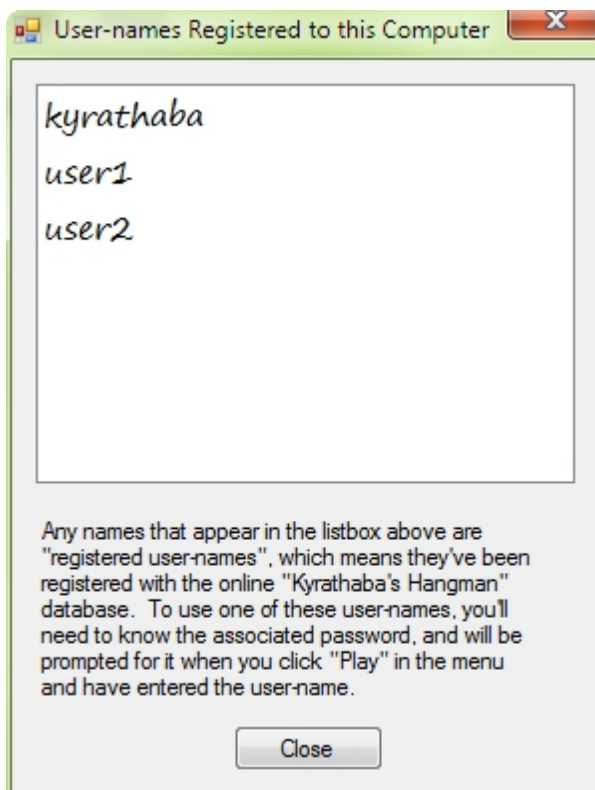 User-names Registered to this Computer
kyrathaba
user1
user2
Any names that appear in the listbox above are
"registered user-names", which means they've been
registered with the online "Kyrathaba's Hangman"
database.  To use one of these user-names, you'll
need to know the associated password, and will be
prompted for it when you click "Play" in the menu
and have entered the user-name.
Close